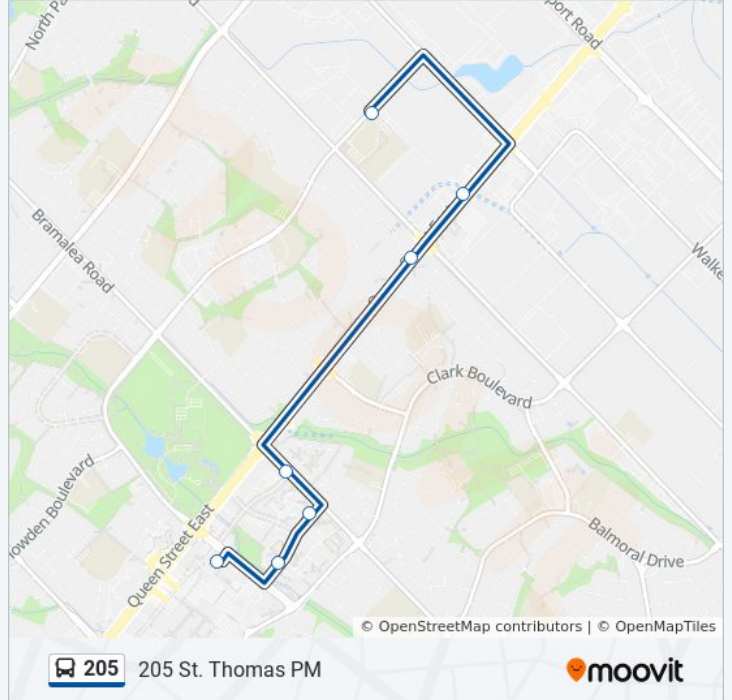 North Pa
port Road
Bramalea Road
Walke
Clark Boulevard
owden Boulevard
Queen Street East
Balmoral Drive
© OpenStreetMap contributors | © OpenMapTiles
205 205 St. Thomas PM
moovit